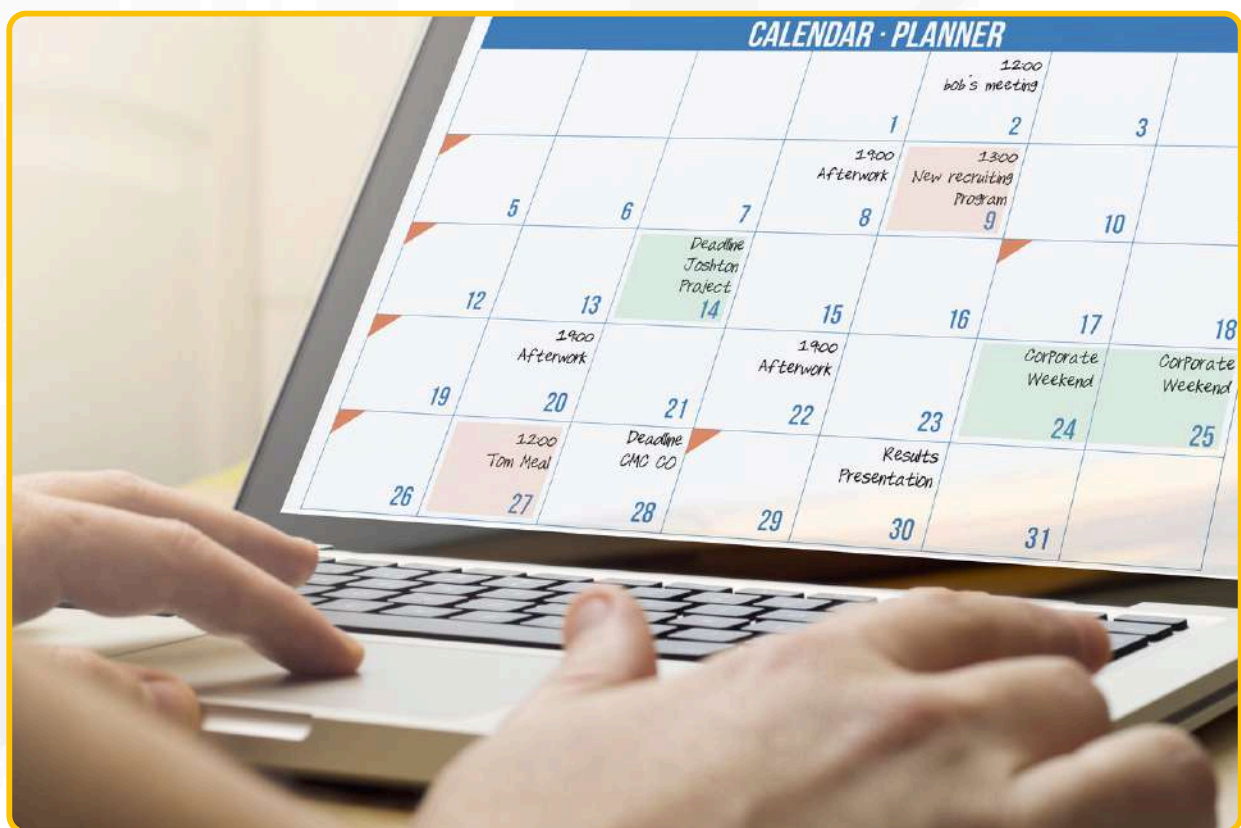 CALENDAR · PLANNER
12:00
bob's meeting
1
2
3
19:00
Afterwork
13:00
New recruiting
Program
5
6
7
8
9
10
Deadline
Joshton
Project
12
13
14
15
16
17
18
19:00
Afterwork
19:00
Afterwork
Corporate
Weekend
Corporate
Weekend
19
20
21
22
23
24
25
12:00
Tom Meal
Deadline
CMC CO
Results
Presentation
26
27
28
29
30
31